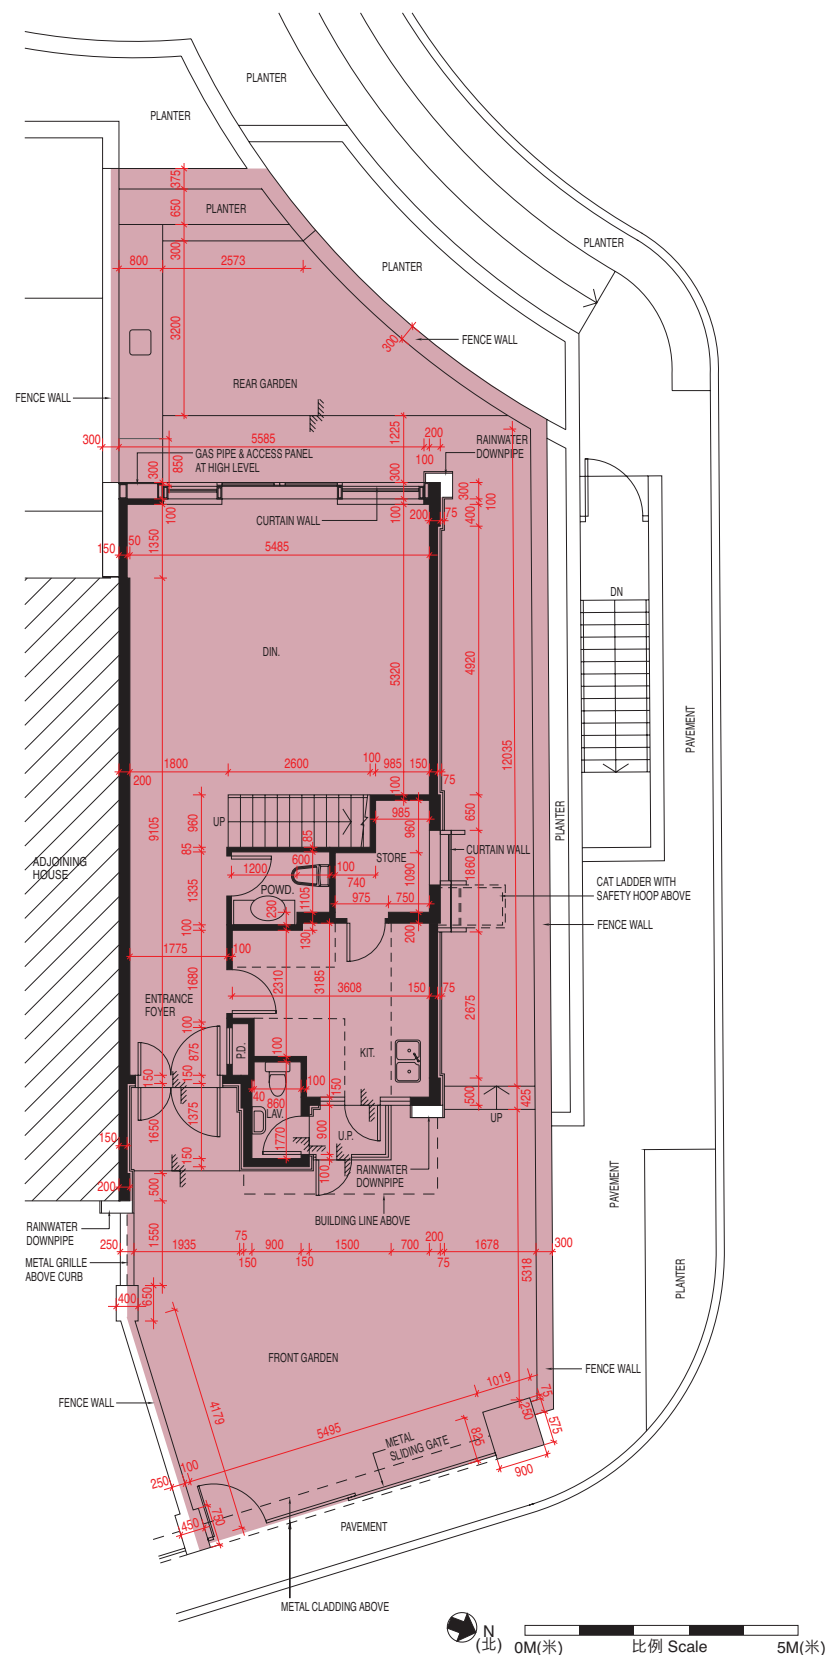 PLANTER
PLANTER
375
650
PLANTER
300
PLANTER
800
2573
PLANTER
3200
300
FENCE WALL
REAR GARDEN
FENCE WALL
300
5585
1225
200
100
RAINWATER
DOWNPIPE
GAS PIPE & ACCESS PANEL
AT HIGH LEVEL
300
850
300
300
400
100
100
CURTAIN WALL
100
200
75
1350
150
50
5485
DN
DIN.
5320
4920
PAVEMENT
12035
1800
2600
100
985
150
200
100
75
9105
960
UP
985
960
650
PLANTER
85
85
ADJOINING
HOUSE
600
STORE
CURTAIN WALL
1860
1200
100
740
1090
1335
POWD.
1105
975
750
CAT LADDER WITH
SAFETY HOOP ABOVE
230
FENCE WALL
100
130
200
1775
100
1680
2310
3185
3608
150
75
2675
ENTRANCE
FOYER
100
875
P.D.
100
KIT.
150
150
40
860
100
150
500
425
1375
1650
LAV.
UP
150
1770
900
U.P.
150
100
RAINWATER
DOWNPIPE
PAVEMENT
200
500
BUILDING LINE ABOVE
RAINWATER
DOWNPIPE
250
1550
1935
75
150
900
150
1500
700
200
75
1678
300
METAL GRILLE
ABOVE CURB
5318
PLANTER
400
650
FRONT GARDEN
FENCE WALL
1019
FENCE WALL
4179
5495
75
250
575
METAL
SLIDING GATE
825
100
250
900
450
750
PAVEMENT
METAL CLADDING ABOVE
N
(北)
0M(米)
比例 Scale
5M(米)